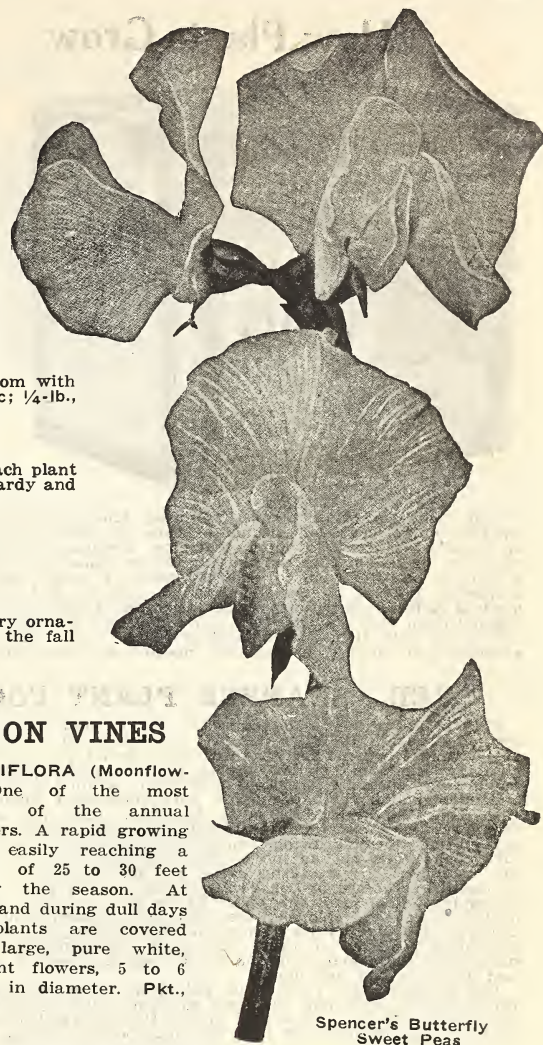 om with
c; ¼-lb.,
ach plant
ardy and
ry orna-
the fall
ON VINES
IFLORA (Moonflow-
One of the most
of the annual
rs. A rapid growing
easily reaching a
of 25 to 30 feet
the season. At
and during dull days
plants are covered
large, pure white,
nt flowers, 5 to 6
in diameter. Pkt.,
Spencer's Butterfly
Sweet Peas